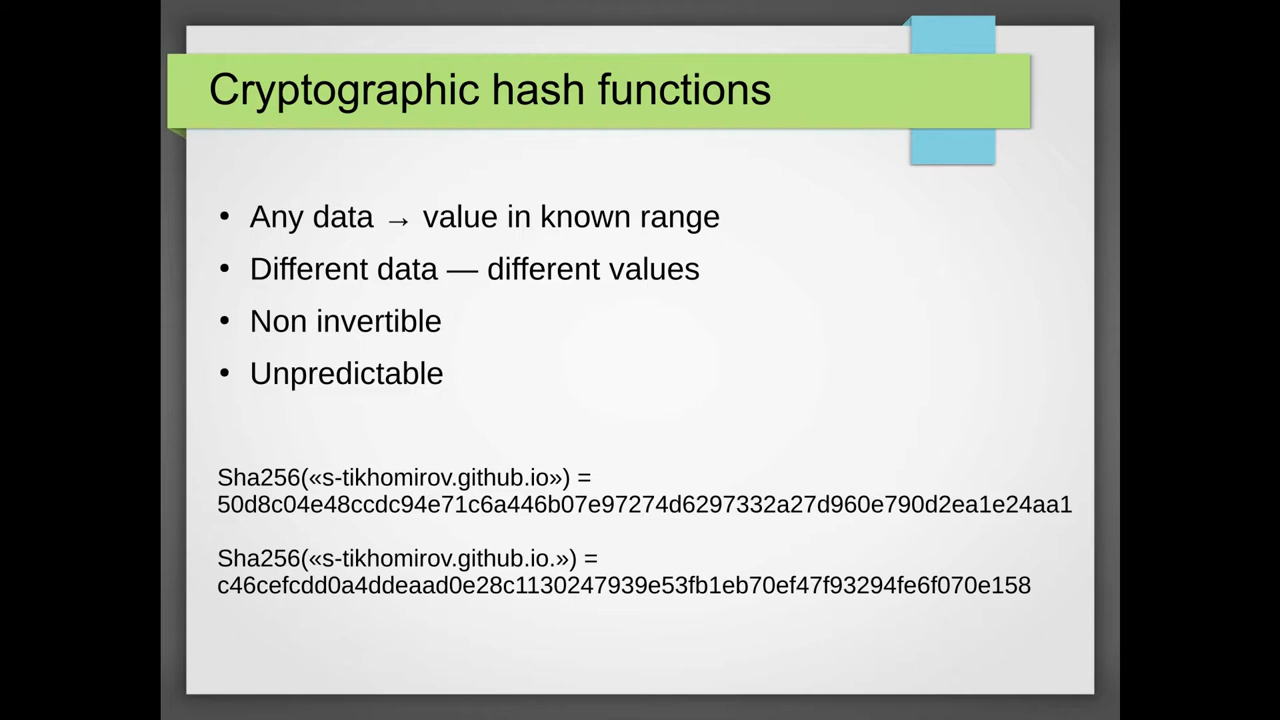 Cryptographic hash functions
• Any data → value in known range
• Different data — different values
• Non invertible
• Unpredictable
Sha256(«s-tikhomirov.github.io») =
50d8c04e48ccdc94e71c6a446b07e97274d6297332a27d960e790d2ea1e24aa1
Sha256(«s-tikhomirov.github.io.») =
c46cefcdd0a4ddeaad0e28c1130247939e53fb1eb70ef47f93294fe6f070e158